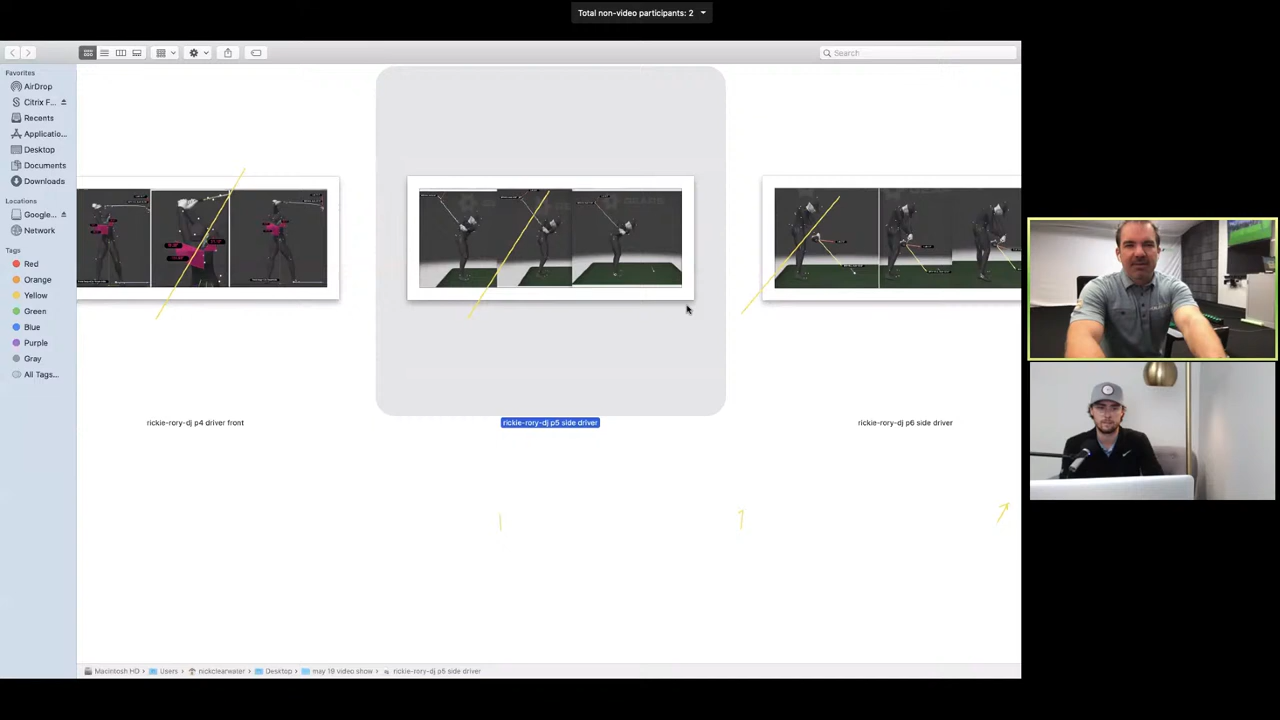 Total non-video participants: 2
Search
Favorites
AirDrop
Citrix F...
Recents
Applicatio...
Desktop
Documents
Downloads
Locations
Google...
Network
Tags
Red
Orange
Yellow
Green
Blue
Purple
Gray
All Tags...
rickie-rory-dj p4 driver front
rickie-rory-dj p5 side driver
rickie-rory-dj p6 side driver
Macintosh HD
Users
nickclearwater
Desktop
may 19 video show
rickie-rory-dj p5 side driver